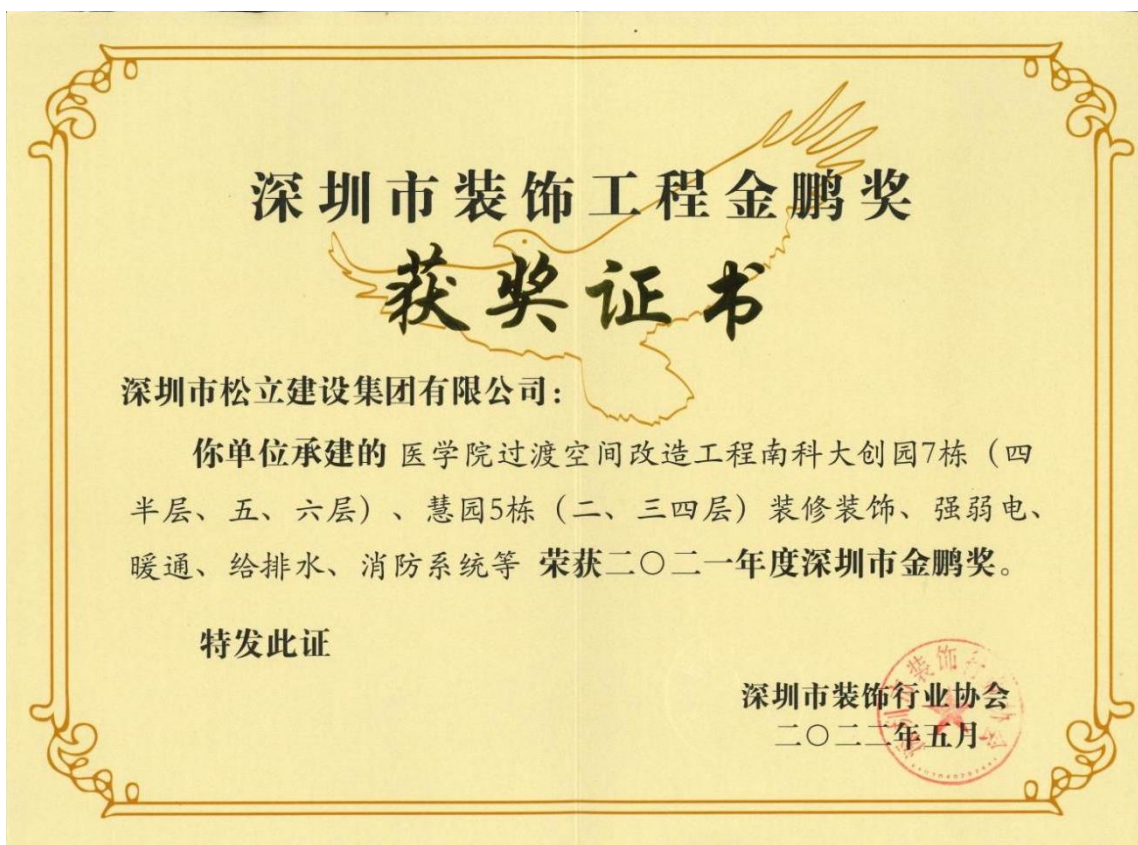 深圳市装饰工程金鹏奖
获奖证书
深圳市松立建设集团有限公司：
你单位承建的 医学院过渡空间改造工程南科大创园7栋（四
半层、五、六层）、慧园5栋（二、三四层）装修装饰、强弱电、
暖通、给排水、消防系统等 荣获二〇二一年度深圳市金鹏奖。
特发此证
深圳市装饰行业协会
二〇二二年五月